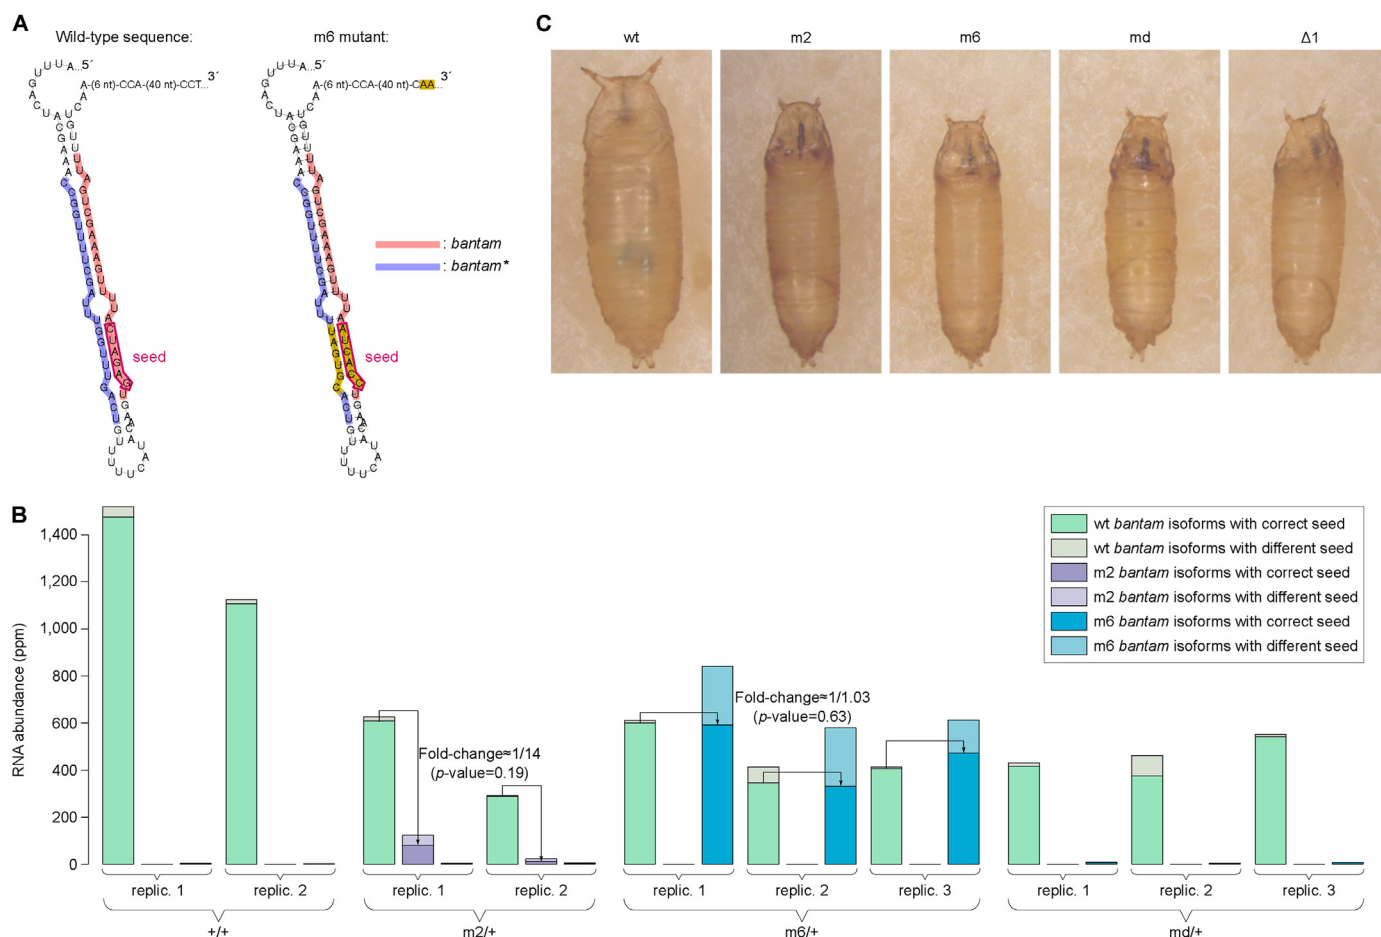 A
Wild-type sequence:
m6 mutant:
5´
A-(6 nt)-CCA-(40 nt)-CCT...
3´
5´
A-(6 nt)-CCA-(40 nt)-CAA...
3´
: bantam
: bantam*
seed
seed
C
wt
m2
m6
md
Δ1
B
RNA abundance (ppm)
1,400
1,200
1,000
800
600
400
200
0
Fold-change≈1/14
(p-value=0.19)
Fold-change≈1/1.03
(p-value=0.63)
wt bantam isoforms with correct seed
wt bantam isoforms with different seed
m2 bantam isoforms with correct seed
m2 bantam isoforms with different seed
m6 bantam isoforms with correct seed
m6 bantam isoforms with different seed
replic. 1
replic. 2
replic. 1
replic. 2
replic. 1
replic. 2
replic. 3
replic. 1
replic. 2
replic. 3
+/+
m2/+
m6/+
md/+